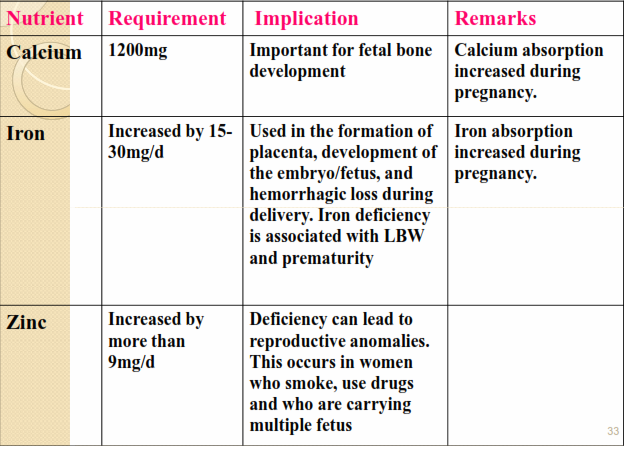 Nutrient Requirement Implication Remarks
Calcium 1200mg Important for fetal bone Calcium absorption
development increased during
pregnancy.
Iron Increased by 15- Used in the formation of Iron absorption
30mg/d placenta, development of increased during
the embryo/fetus, and pregnancy.
hemorrhagic loss during
delivery. Iron deficiency
is associated with LBW
and prematurity
Zinc Increased by Deficiency can lead to
more than reproductive anomalies.
9mg/d This occurs in women
who smoke, use drugs
and who are carrying
multiple fetus
33